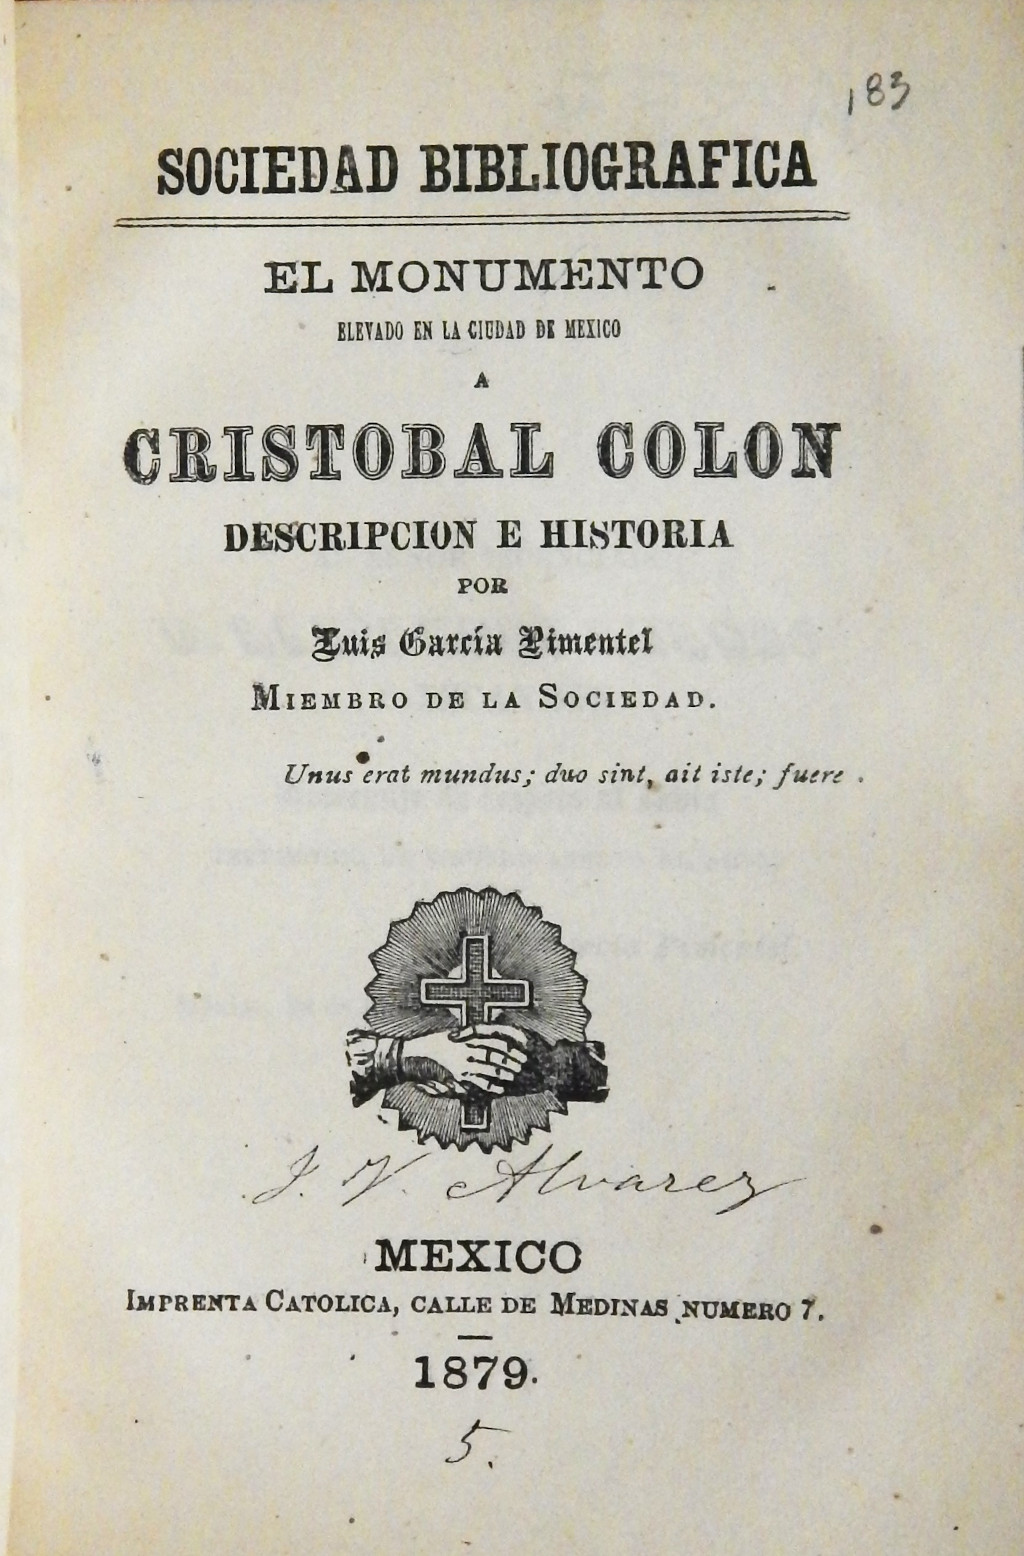 183
SOCIEDAD BIBLIOGRAFICA
EL MONUMENTO
ELEVADO EN LA CIUDAD DE MEXICO
A
CRISTOBAL COLON
DESCRIPCION E HISTORIA
POR
Luis García Pimentel
MIEMBRO DE LA SOCIEDAD.
Unus erat mundus; duo sint, ait iste; fuere.
J. V. Alvarez
MEXICO
IMPRENTA CATOLICA, CALLE DE MEDINAS NUMERO 7.
1879.
5.